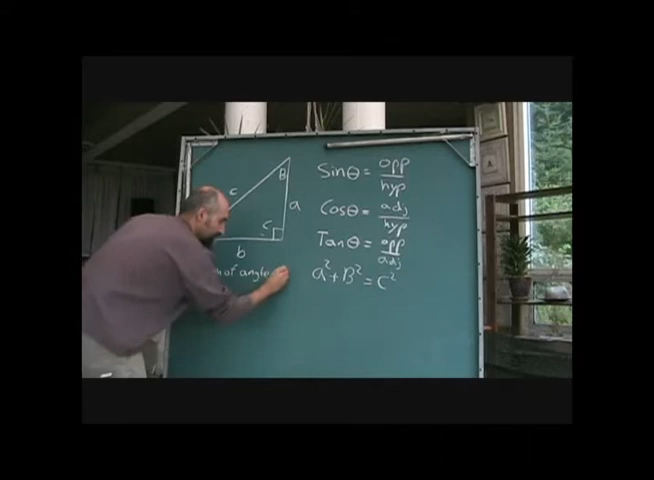 B
c
a
C
b
of angle
Sinθ = opp/hyp
Cosθ = adj/hyp
Tanθ = opp/adj
a² + B² = C²